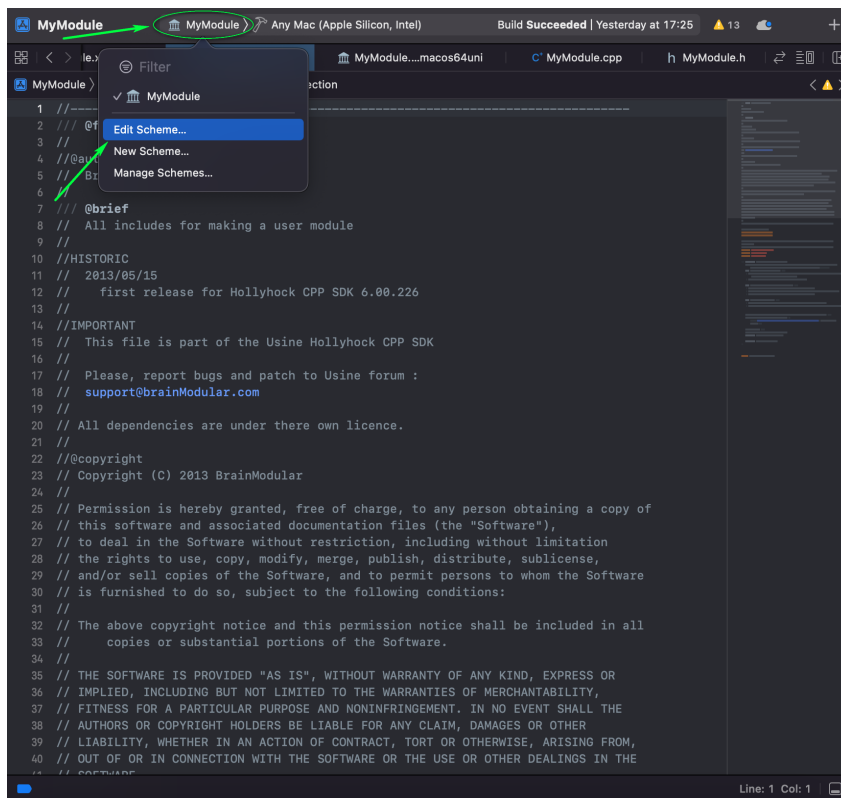 MyModule
MyModule 〉 Any Mac (Apple Silicon, Intel)
Build Succeeded | Yesterday at 17:25
13
MyModule....macos64uni
MyModule.cpp
h MyModule.h
MyModule 〉
ction
Filter
✓ MyModule
Edit Scheme...
New Scheme...
Manage Schemes...
1 //
2 /// @f
3 //
4 //@au
5 // Br
6 //
7 /// @brief
8 // All includes for making a user module
9 //
10 //HISTORIC
11 // 2013/05/15
12 // first release for Hollyhock CPP SDK 6.00.226
13 //
14 //IMPORTANT
15 // This file is part of the Usine Hollyhock CPP SDK
16 //
17 // Please, report bugs and patch to Usine forum :
18 // support@brainModular.com
19 //
20 // All dependencies are under there own licence.
21 //
22 //@copyright
23 // Copyright (C) 2013 BrainModular
24 //
25 // Permission is hereby granted, free of charge, to any person obtaining a copy of
26 // this software and associated documentation files (the "Software"),
27 // to deal in the Software without restriction, including without limitation
28 // the rights to use, copy, modify, merge, publish, distribute, sublicense,
29 // and/or sell copies of the Software, and to permit persons to whom the Software
30 // is furnished to do so, subject to the following conditions:
31 //
32 // The above copyright notice and this permission notice shall be included in all
33 // copies or substantial portions of the Software.
34 //
35 // THE SOFTWARE IS PROVIDED "AS IS", WITHOUT WARRANTY OF ANY KIND, EXPRESS OR
36 // IMPLIED, INCLUDING BUT NOT LIMITED TO THE WARRANTIES OF MERCHANTABILITY,
37 // FITNESS FOR A PARTICULAR PURPOSE AND NONINFRINGEMENT. IN NO EVENT SHALL THE
38 // AUTHORS OR COPYRIGHT HOLDERS BE LIABLE FOR ANY CLAIM, DAMAGES OR OTHER
39 // LIABILITY, WHETHER IN AN ACTION OF CONTRACT, TORT OR OTHERWISE, ARISING FROM,
40 // OUT OF OR IN CONNECTION WITH THE SOFTWARE OR THE USE OR OTHER DEALINGS IN THE
41 // SOFTWARE
Line: 1 Col: 1